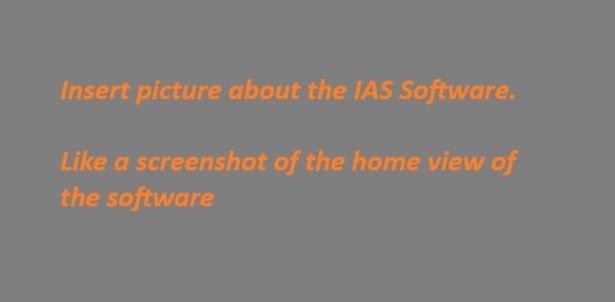 Insert picture about the IAS Software.
Like a screenshot of the home view of
the software